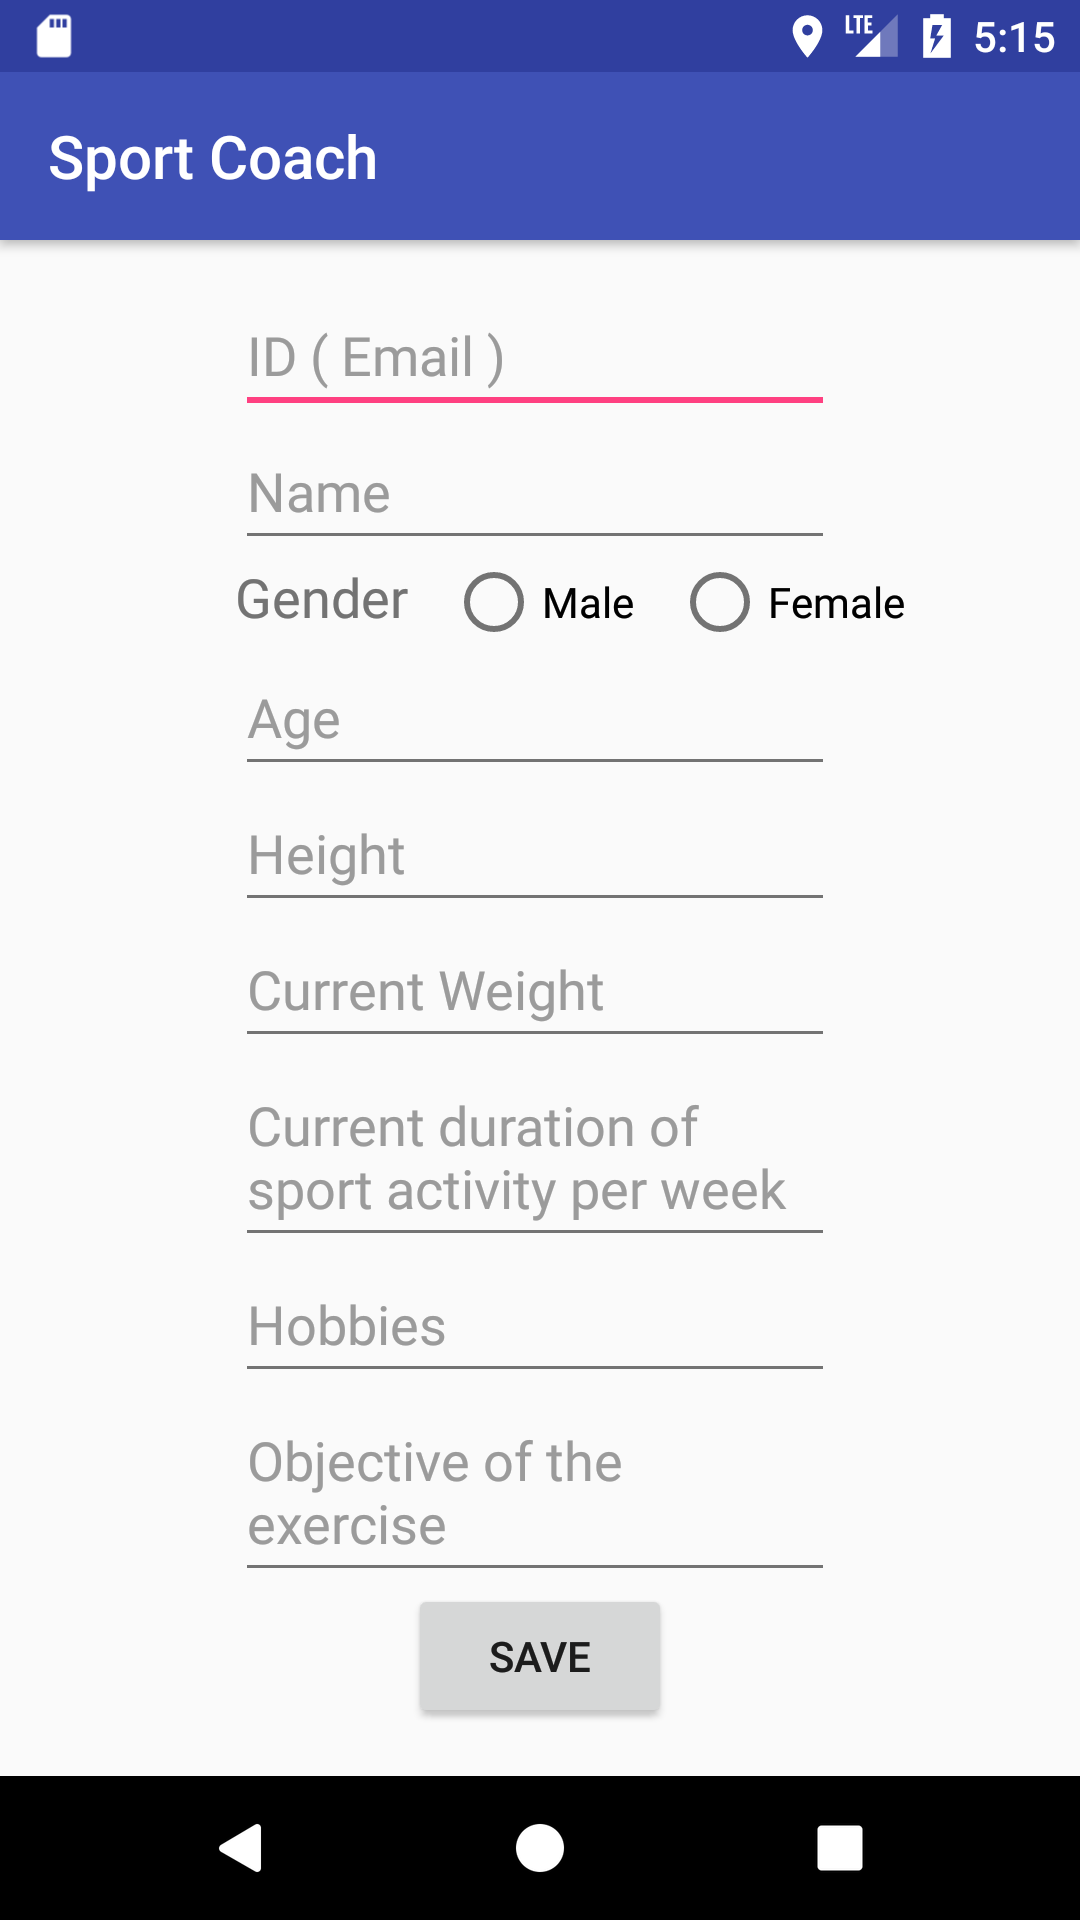 LTE 5:15
Sport Coach
ID ( Email )
Name
Gender Male Female
Age
Height
Current Weight
Current duration of
sport activity per week
Hobbies
Objective of the
exercise
SAVE